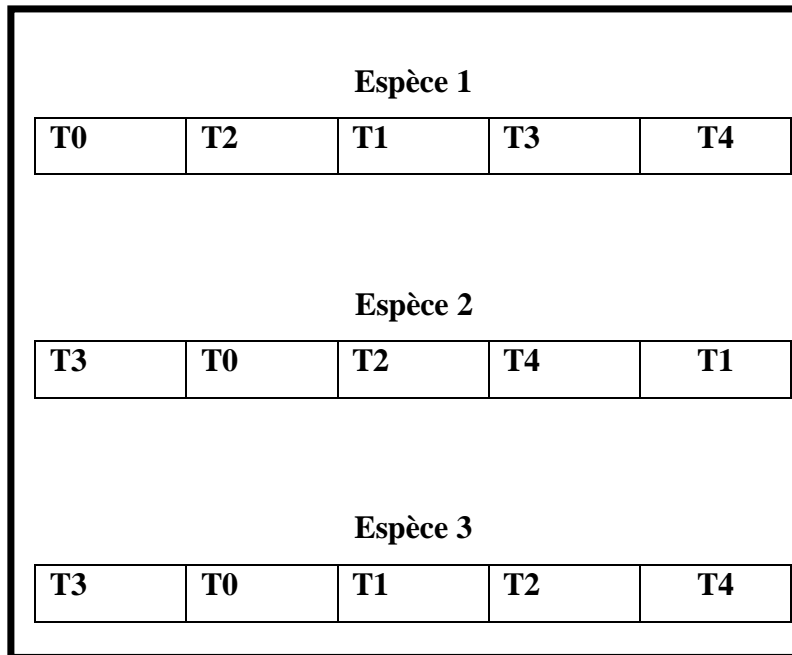 Espèce 1
T0 T2 T1 T3 T4
Espèce 2
T3 T0 T2 T4 T1
Espèce 3
T3 T0 T1 T2 T4